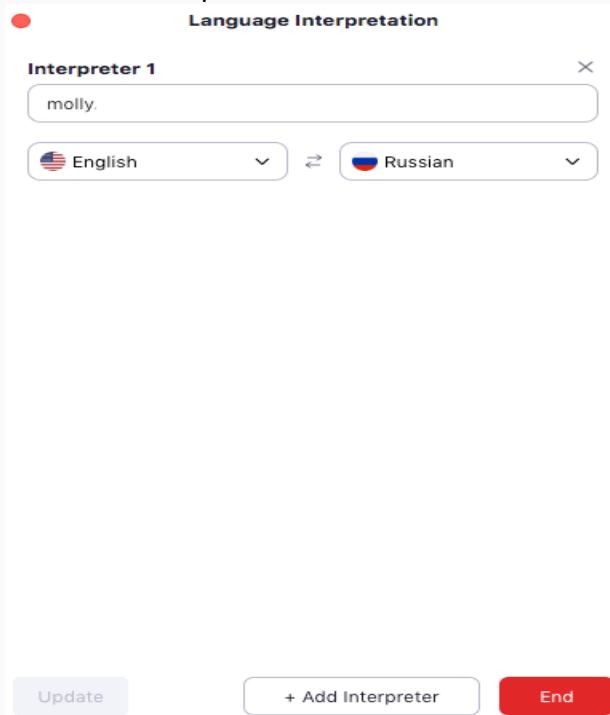 Language Interpretation
Interpreter 1
molly.
English
Russian
Update
+ Add Interpreter
End